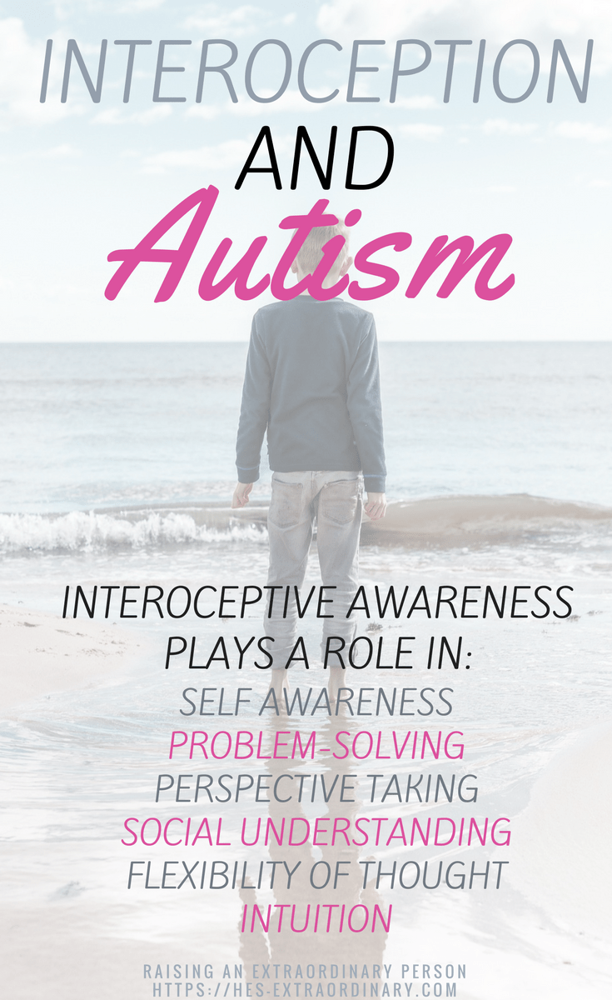 INTEROCEPTION
AND
Autism
INTEROCEPTIVE AWARENESS
PLAYS A ROLE IN:
SELF AWARENESS
PROBLEM-SOLVING
PERSPECTIVE TAKING
SOCIAL UNDERSTANDING
FLEXIBILITY OF THOUGHT
INTUITION
RAISING AN EXTRAORDINARY PERSON
HTTPS://HES-EXTRAORDINARY.COM